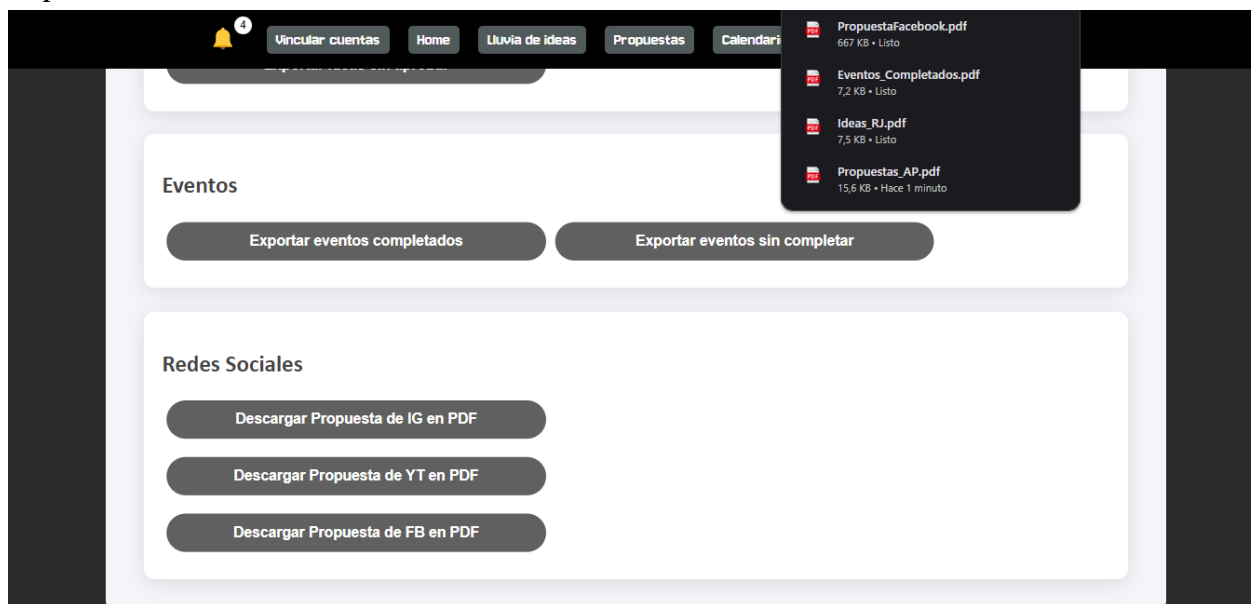 4
Vincular cuentas Home Lluvia de ideas Propuestas
PropuestaFacebook.pdf
667 KB • Listo
Eventos_Completados.pdf
7,2 KB • Listo
Ideas_RJ.pdf
7,5 KB • Listo
Propuestas_AP.pdf
15,6 KB • Hace 1 minuto
Eventos
Exportar eventos completados Exportar eventos sin completar
Redes Sociales
Descargar Propuesta de IG en PDF
Descargar Propuesta de YT en PDF
Descargar Propuesta de FB en PDF